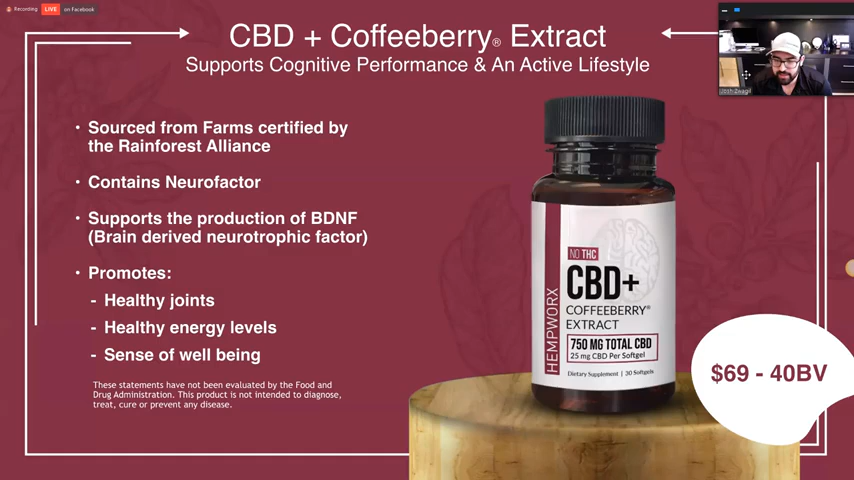 Recording LIVE on Facebook
CBD + Coffeeberry® Extract
Supports Cognitive Performance & An Active Lifestyle
• Sourced from Farms certified by
the Rainforest Alliance
• Contains Neurofactor
• Supports the production of BDNF
(Brain derived neurotrophic factor)
• Promotes:
- Healthy joints
- Healthy energy levels
- Sense of well being
These statements have not been evaluated by the Food and
Drug Administration. This product is not intended to diagnose,
treat, cure or prevent any disease.
HEMPWORX
NO THC
CBD+
COFFEEBERRY®
EXTRACT
750 MG TOTAL CBD
25 mg CBD Per Softgel
Dietary Supplement | 30 Softgels
$69 - 40BV